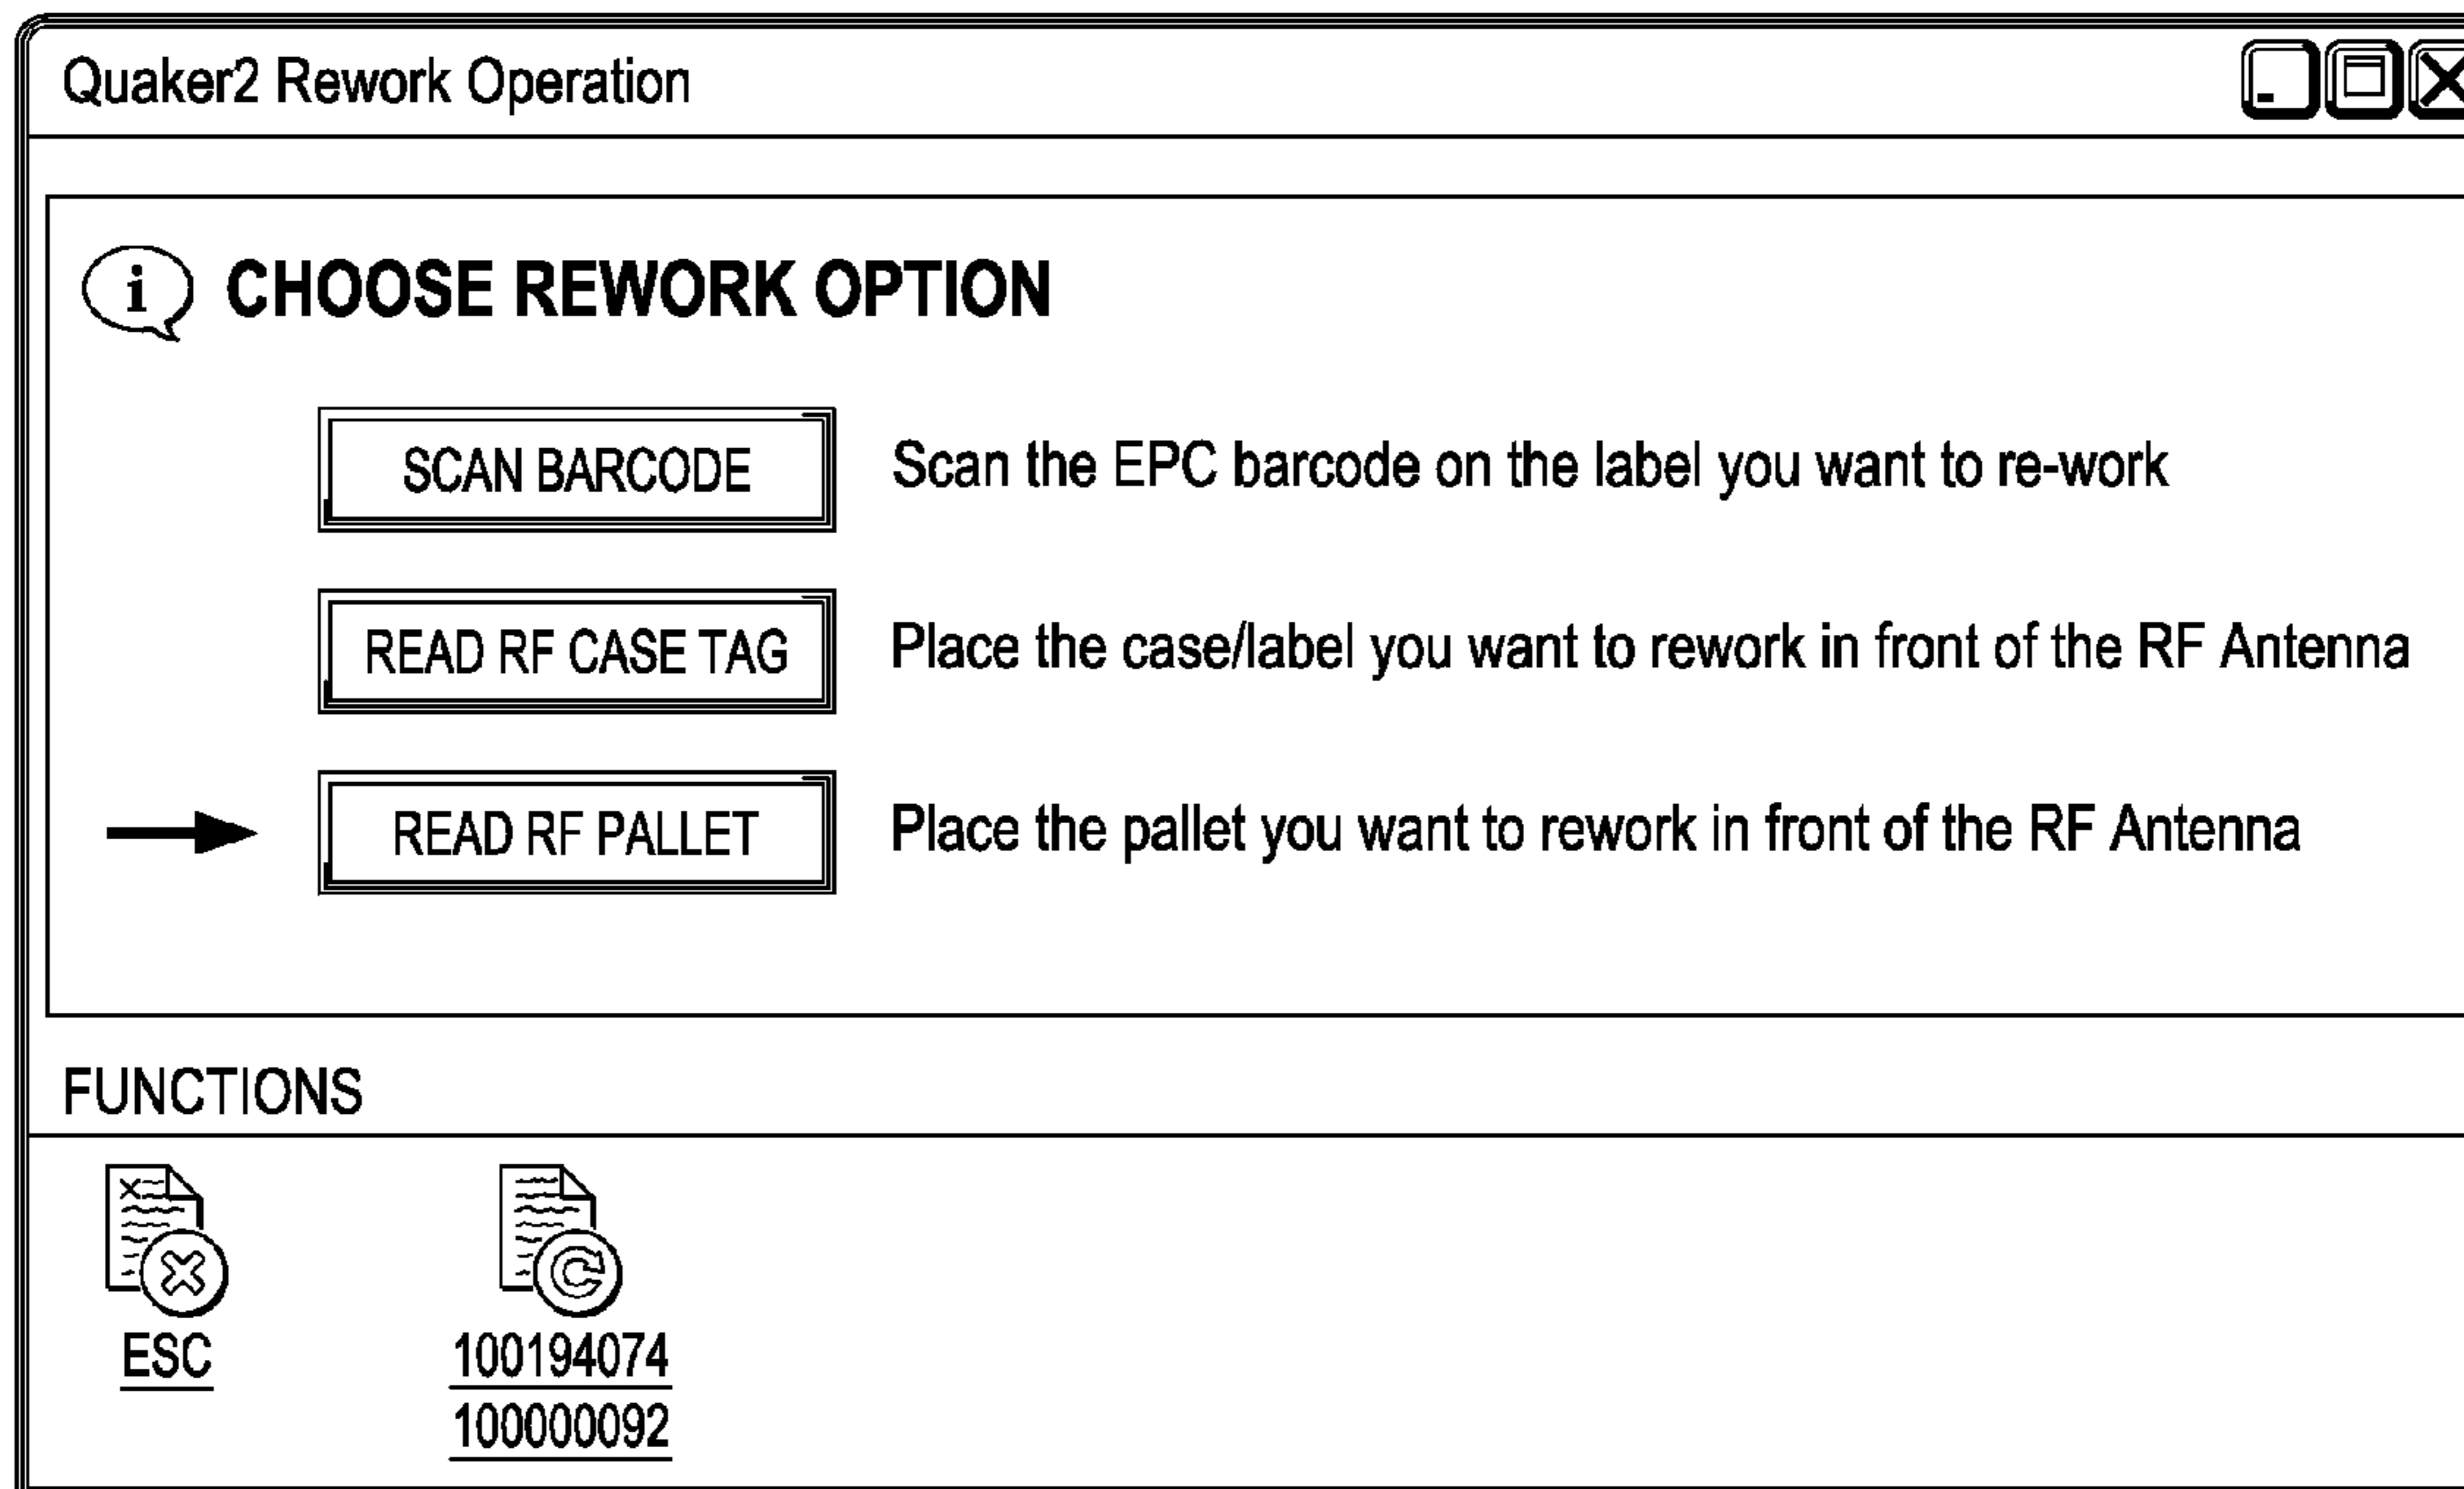 Quaker2 Rework Operation
i CHOOSE REWORK OPTION
SCAN BARCODE Scan the EPC barcode on the label you want to re-work
READ RF CASE TAG Place the case/label you want to rework in front of the RF Antenna
READ RF PALLET Place the pallet you want to rework in front of the RF Antenna
FUNCTIONS
ESC 100194074
100000092